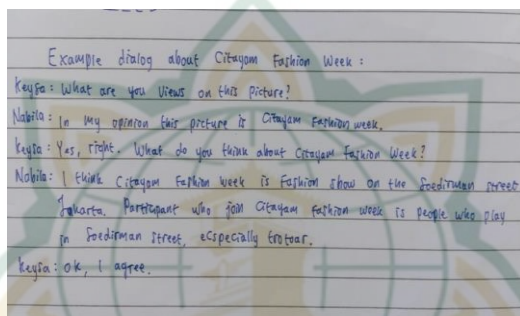 Example dialog about Citayam Fashion Week :
Keysa : What are you views on this picture?
Nabila : In my opinion this picture is Citayam Fashion week.
Keysa : Yes, right. What do you think about Citayam Fashion Week?
Nabila : I think Citayam Fashion week is fashion show on the Soedirman street
Jakarta. Participant who join Citayam fashion week is people who play
in Soedirman street, ecspecially trotoar.
Keysa : Ok, I agree.